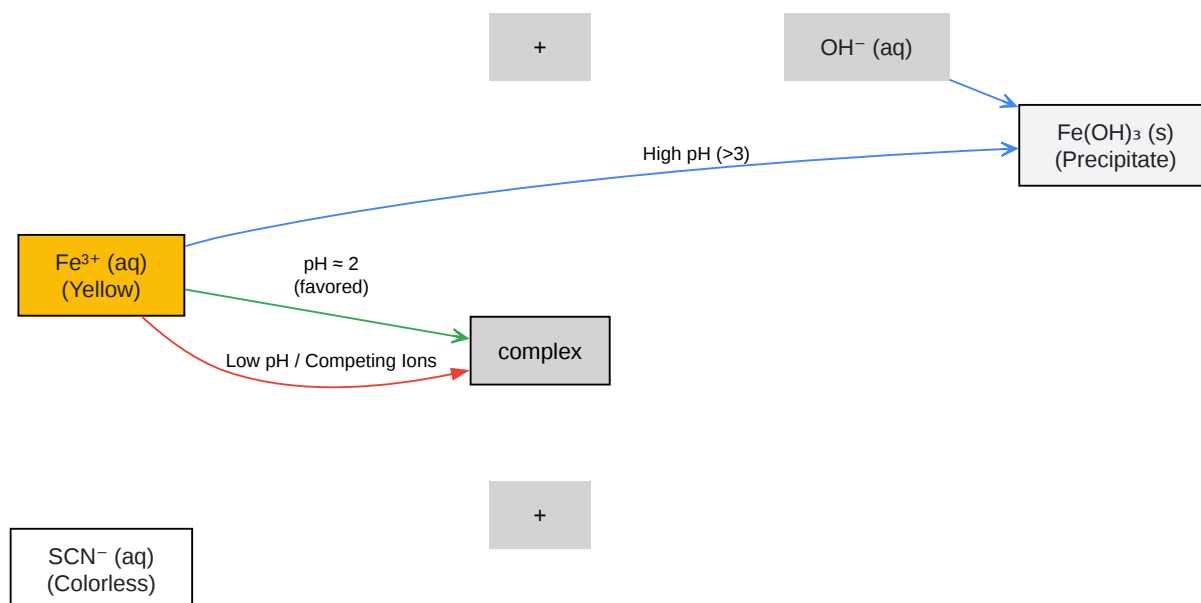 +
OH⁻ (aq)
Fe(OH)₃ (s)
(Precipitate)
High pH (>3)
Fe³⁺ (aq)
(Yellow)
pH ≈ 2
(favored)
complex
Low pH / Competing Ions
+
SCN⁻ (aq)
(Colorless)